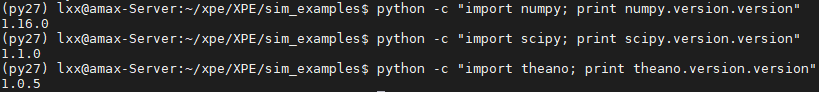 (py27) lxx@amax-Server:~/xpe/XPE/sim_examples$ python -c "import numpy; print numpy.version.version"
1.16.0
(py27) lxx@amax-Server:~/xpe/XPE/sim_examples$ python -c "import scipy; print scipy.version.version"
1.1.0
(py27) lxx@amax-Server:~/xpe/XPE/sim_examples$ python -c "import theano; print theano.version.version"
1.0.5